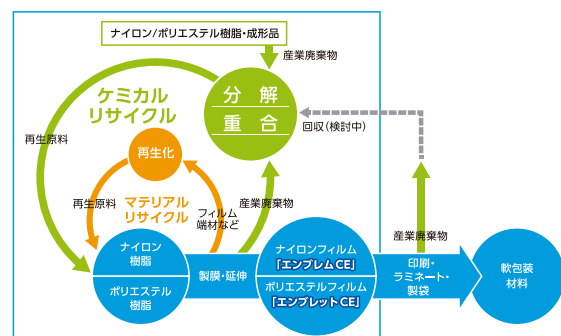 ナイロン/ポリエステル樹脂・成形品
産業廃棄物
ケミカル
リサイクル
分 解
重 合
回収(検討中)
再生原料
再生化
再生原料
マテリアル
リサイクル
フィルム
端材など
産業廃棄物
産業廃棄物
ナイロン
樹脂
ポリエステル
樹脂
製膜・延伸
ナイロンフィルム
「エンブレムCE」
ポリエステルフィルム
「エンブレットCE」
印刷・
ラミネート・
製袋
軟包装
材料